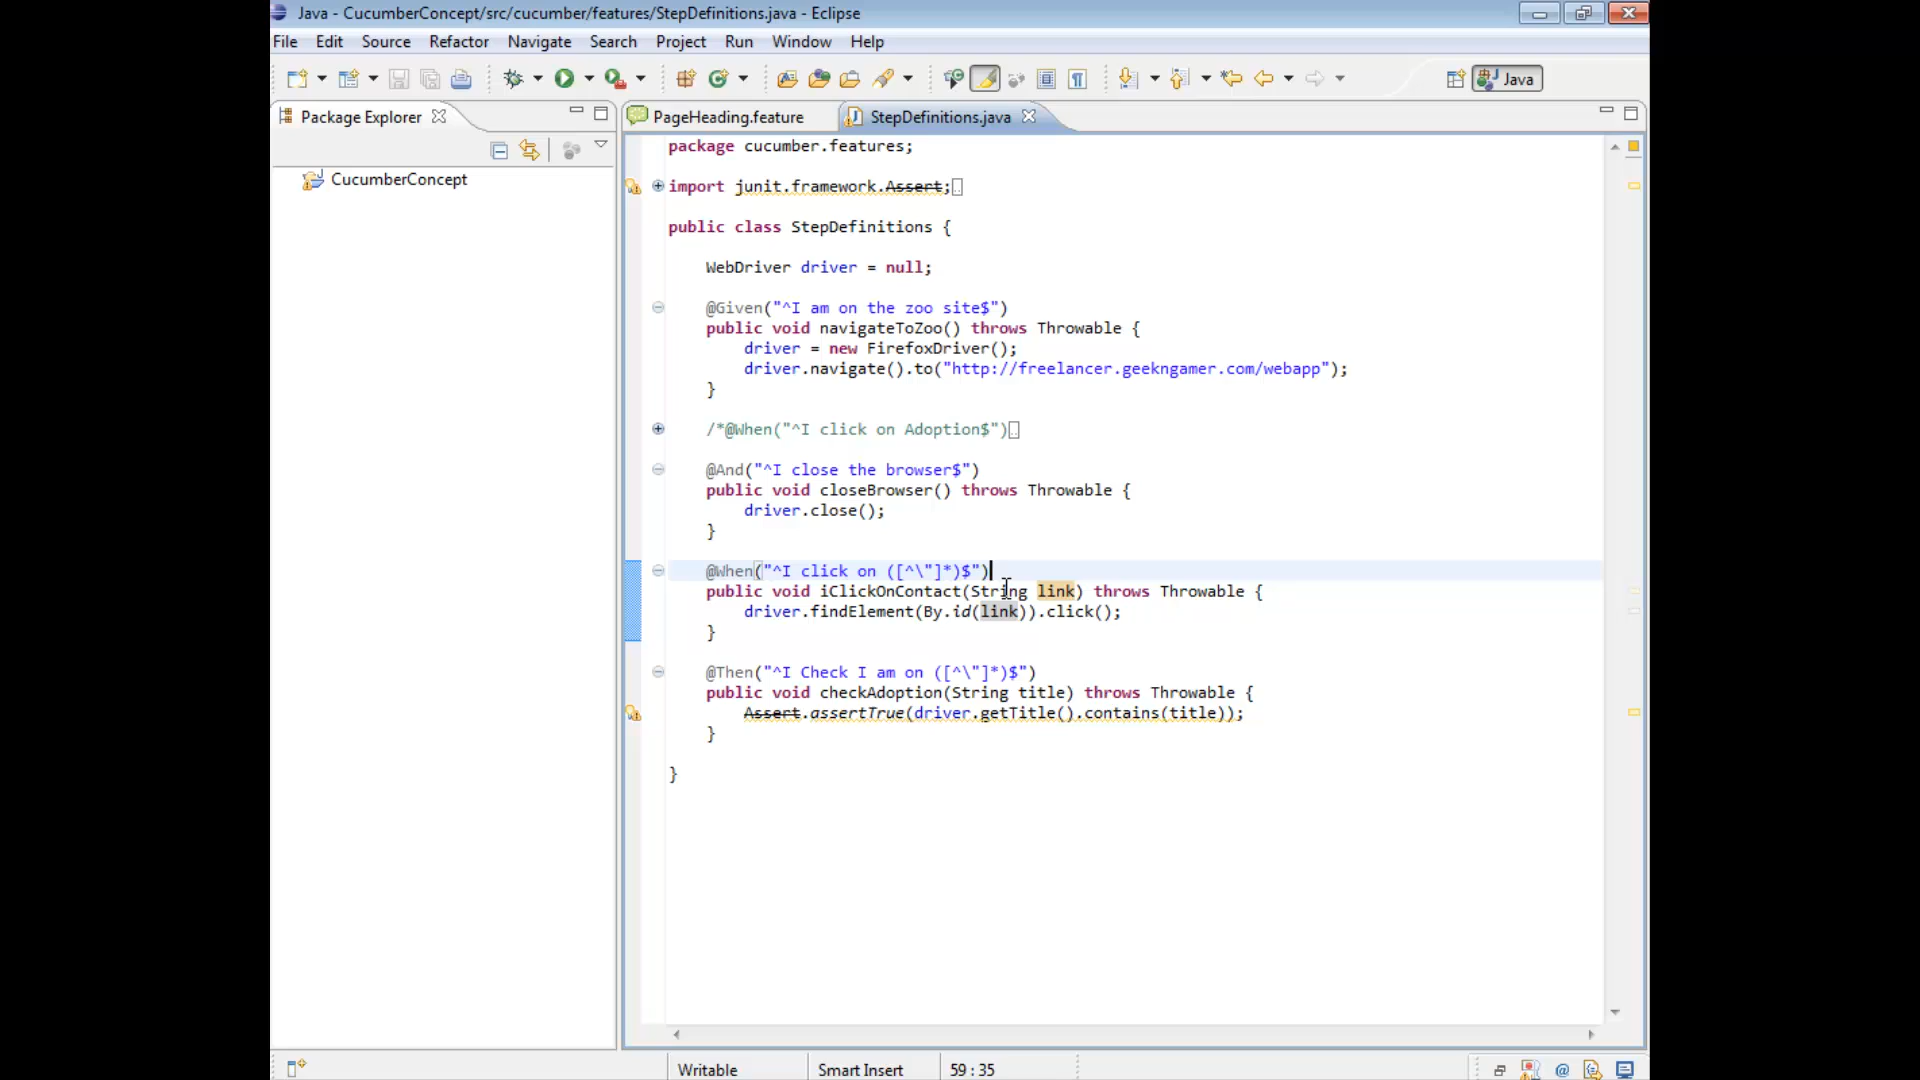 Java - CucumberConcept/src/cucumber/features/StepDefinitions.java - Eclipse
File Edit Source Refactor Navigate Search Project Run Window Help
Java
Package Explorer
PageHeading.feature
StepDefinitions.java
CucumberConcept
package cucumber.features;
import junit.framework.Assert;
public class StepDefinitions {
WebDriver driver = null;
@Given("^I am on the zoo site$")
public void navigateToZoo() throws Throwable {
driver = new FirefoxDriver();
driver.navigate().to("http://freelancer.geekngamer.com/webapp");
}
/*@When("^I click on Adoption$")
@And("^I close the browser$")
public void closeBrowser() throws Throwable {
driver.close();
}
@When("^I click on ([^\"]*)$")
public void iClickOnContact(String link) throws Throwable {
driver.findElement(By.id(link)).click();
}
@Then("^I Check I am on ([^\"]*)$")
public void checkAdoption(String title) throws Throwable {
Assert.assertTrue(driver.getTitle().contains(title));
}
}
Writable Smart Insert 59 : 35